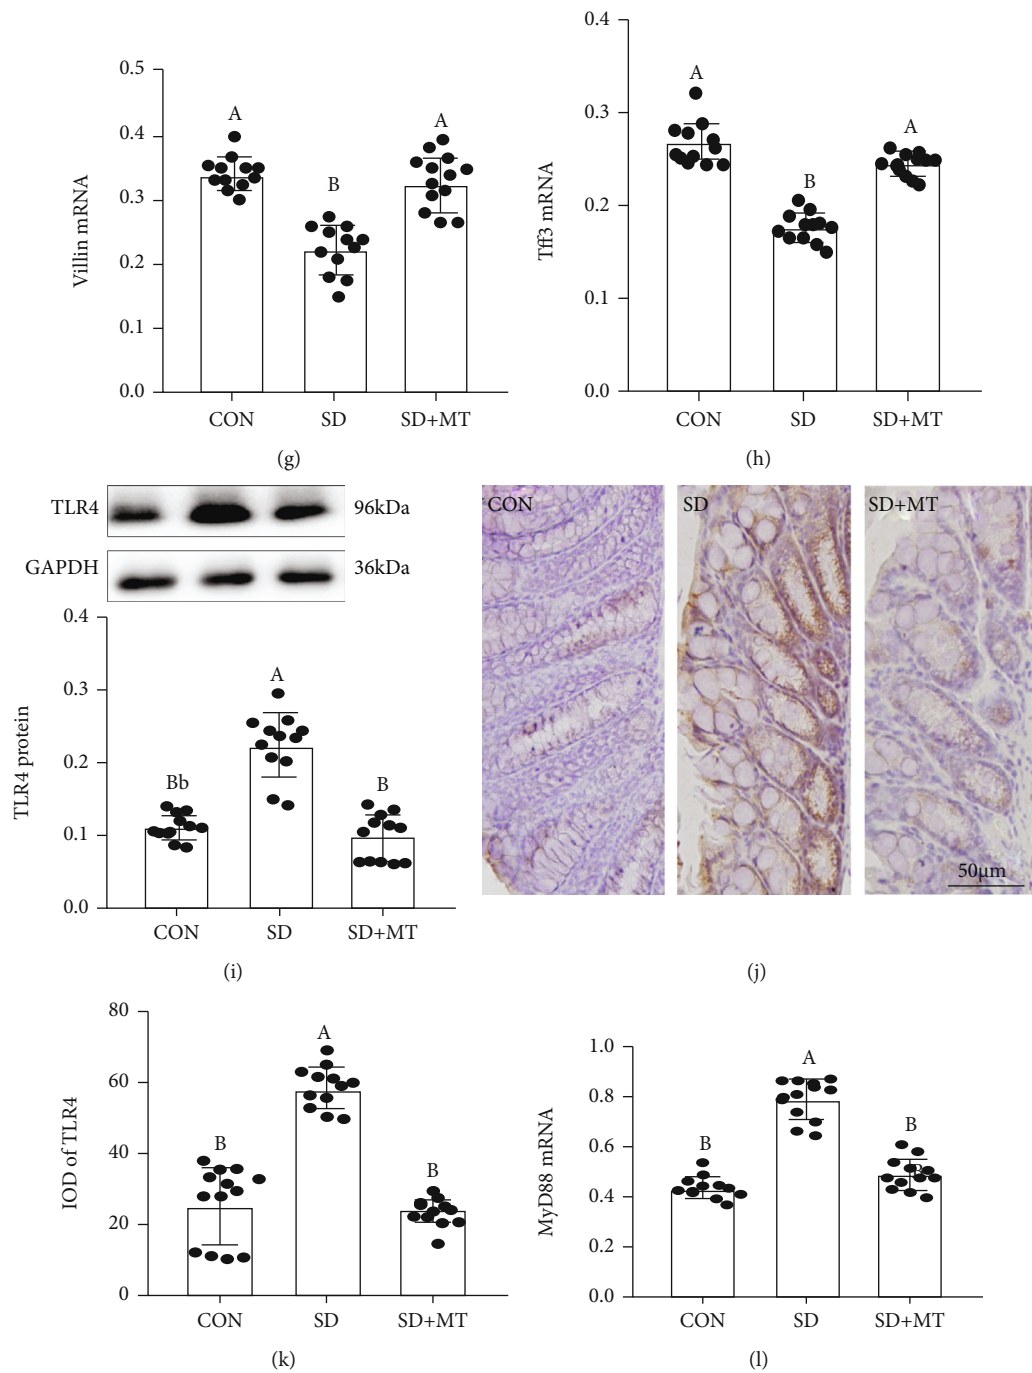 0.5
0.4
0.3
0.2
0.1
0.0
Villin mRNA
A
B
A
CON SD SD+MT
(g)
0.4
0.3
0.2
0.1
0.0
Tff3 mRNA
A
B
A
CON SD SD+MT
(h)
TLR4 96kDa
GAPDH 36kDa
0.4
0.3
0.2
0.1
0.0
TLR4 protein
Bb
A
B
CON SD SD+MT
(i)
CON SD SD+MT
50μm
(j)
80
60
40
20
0
IOD of TLR4
B
A
B
CON SD SD+MT
(k)
1.0
0.8
0.6
0.4
0.2
0.0
MyD88 mRNA
B
A
B
B
CON SD SD+MT
(l)